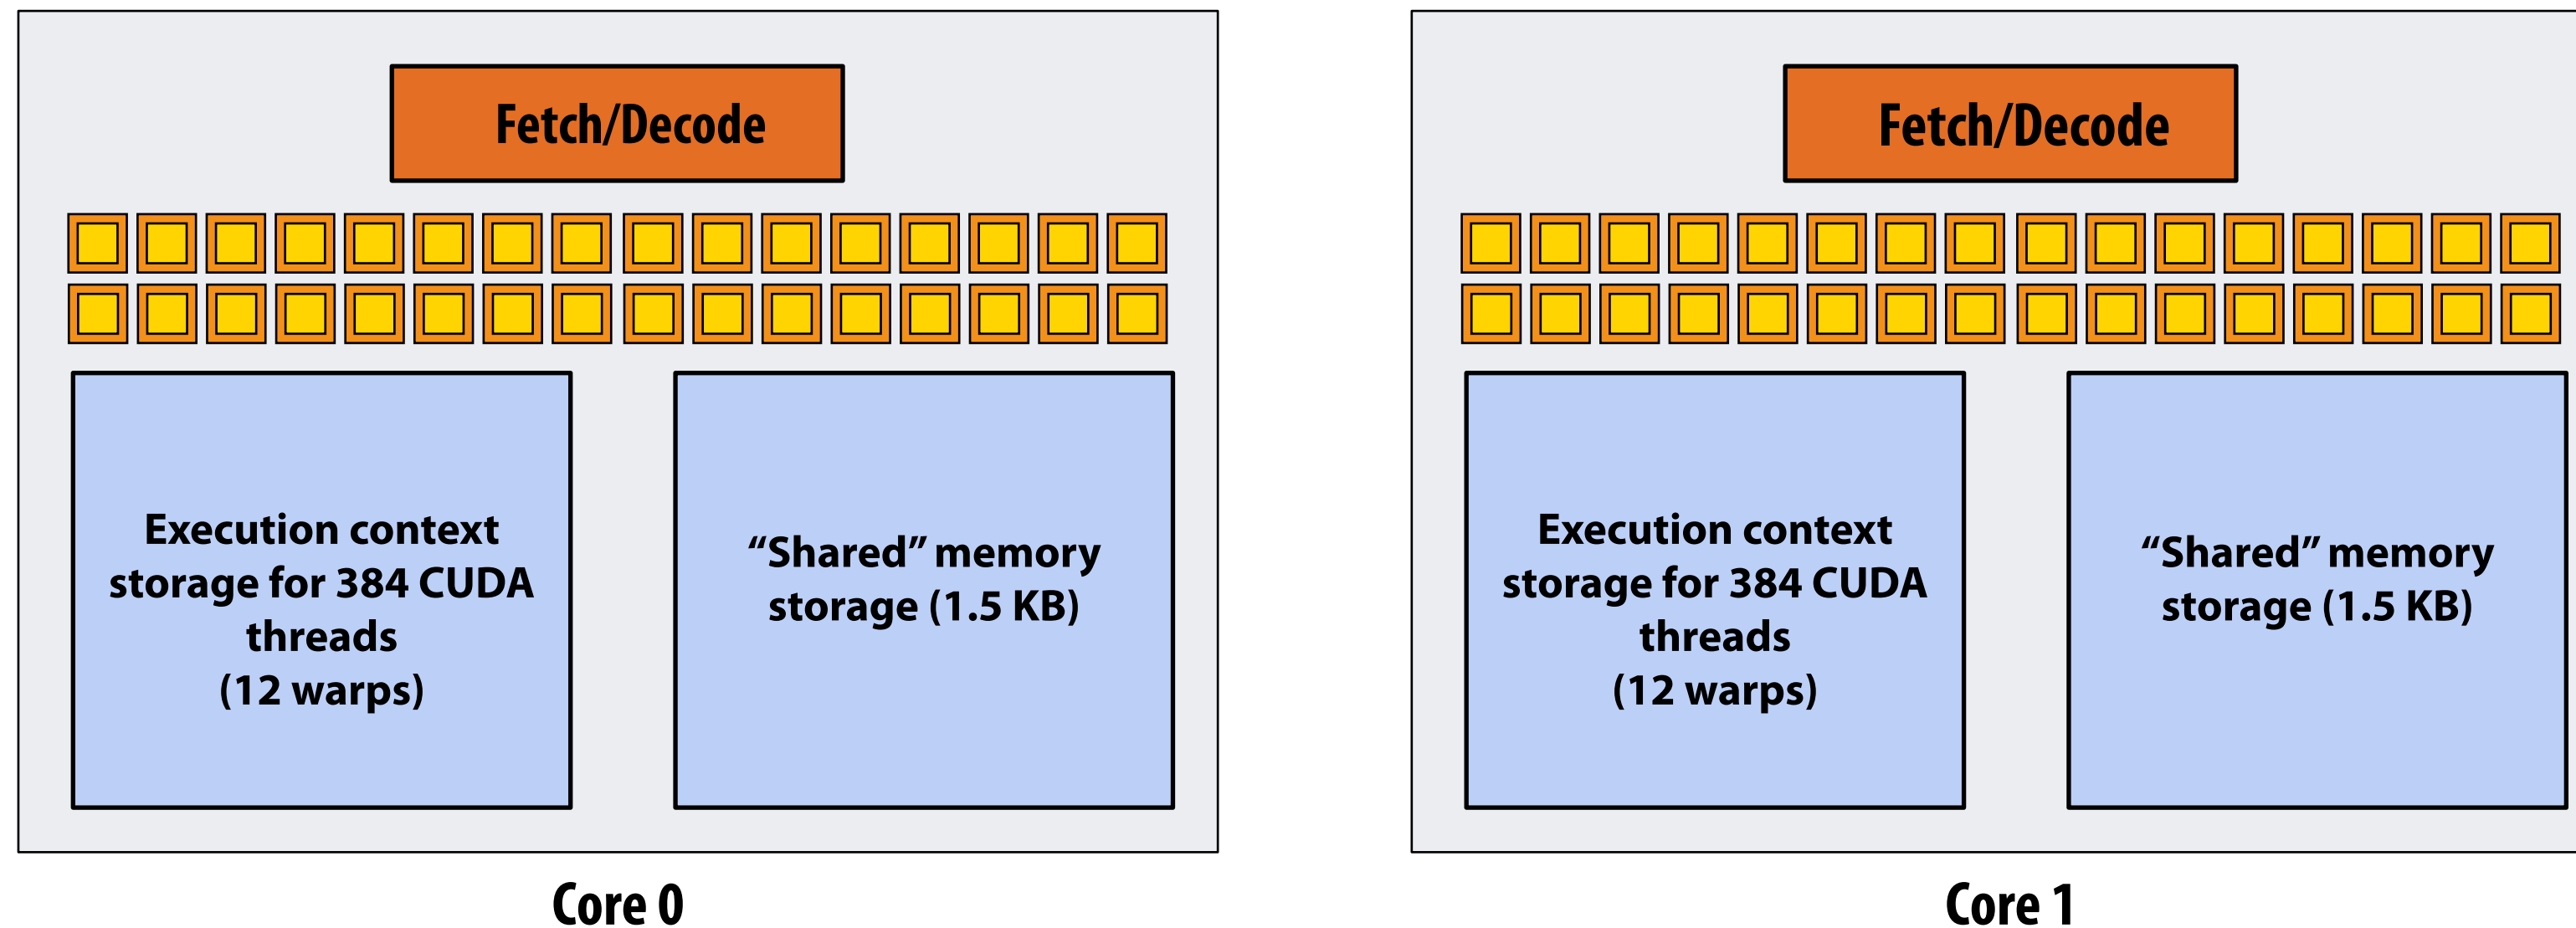 Fetch/Decode
Execution context
storage for 384 CUDA
threads
(12 warps)
“Shared” memory
storage (1.5 KB)
Core 0
Fetch/Decode
Execution context
storage for 384 CUDA
threads
(12 warps)
“Shared” memory
storage (1.5 KB)
Core 1